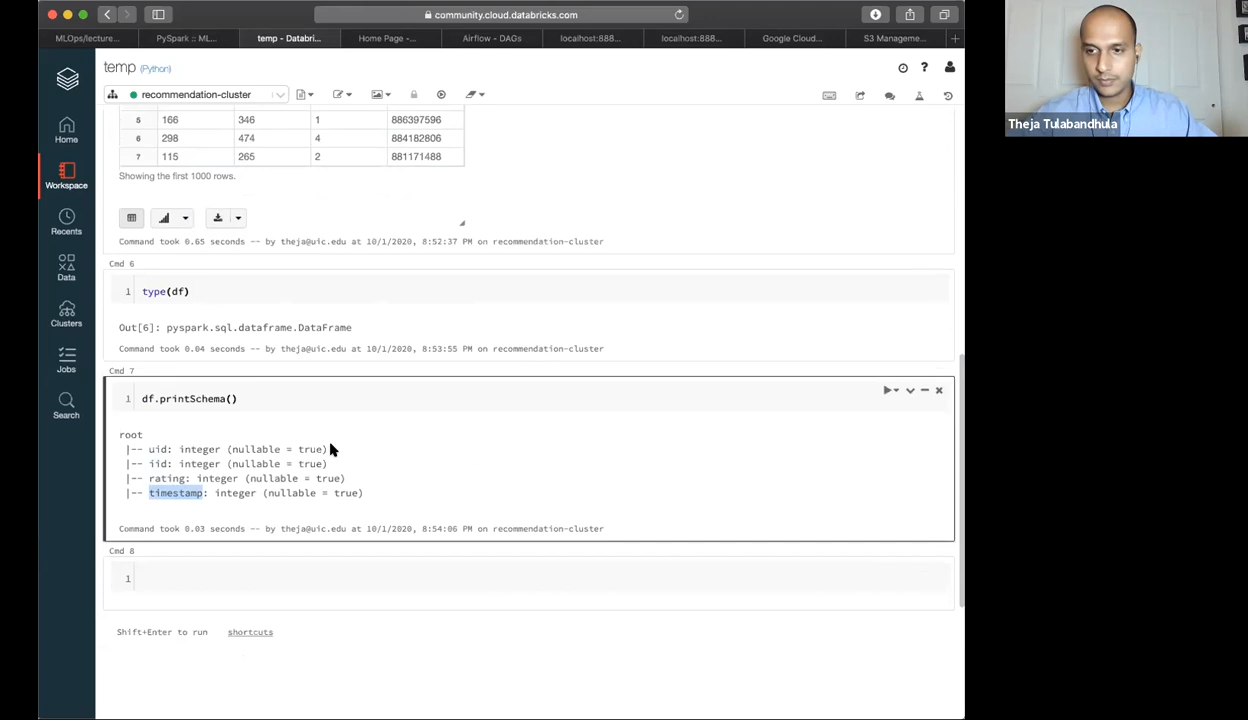 community.cloud.databricks.com
MLOps/lecture...
PySpark :: ML...
temp - Databri...
Home Page -...
Airflow - DAGs
localhost:888...
localhost:888...
Google Cloud...
S3 Manageme...
temp (Python)
recommendation-cluster
Home
Workspace
Recents
Data
Clusters
Jobs
Search
5 166 346 1 886397596
6 298 474 4 884182806
7 115 265 2 881171488
Showing the first 1000 rows.
Command took 0.65 seconds -- by theja@uic.edu at 10/1/2020, 8:52:37 PM on recommendation-cluster
Cmd 6
1 type(df)
Out[6]: pyspark.sql.dataframe.DataFrame
Command took 0.04 seconds -- by theja@uic.edu at 10/1/2020, 8:53:55 PM on recommendation-cluster
Cmd 7
1 df.printSchema()
root
|-- uid: integer (nullable = true)
|-- iid: integer (nullable = true)
|-- rating: integer (nullable = true)
|-- timestamp: integer (nullable = true)
Command took 0.03 seconds -- by theja@uic.edu at 10/1/2020, 8:54:06 PM on recommendation-cluster
Cmd 8
1
Shift+Enter to run shortcuts
Theja Tulabandhula